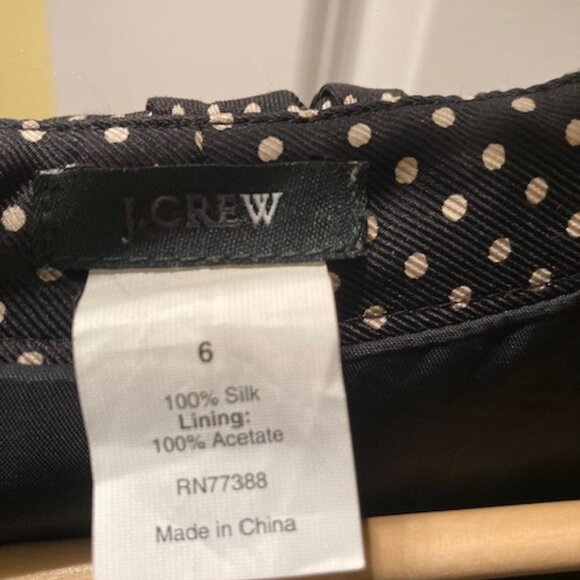 J.CREW
6
100% Silk
Lining:
100% Acetate
RN77388
Made in China